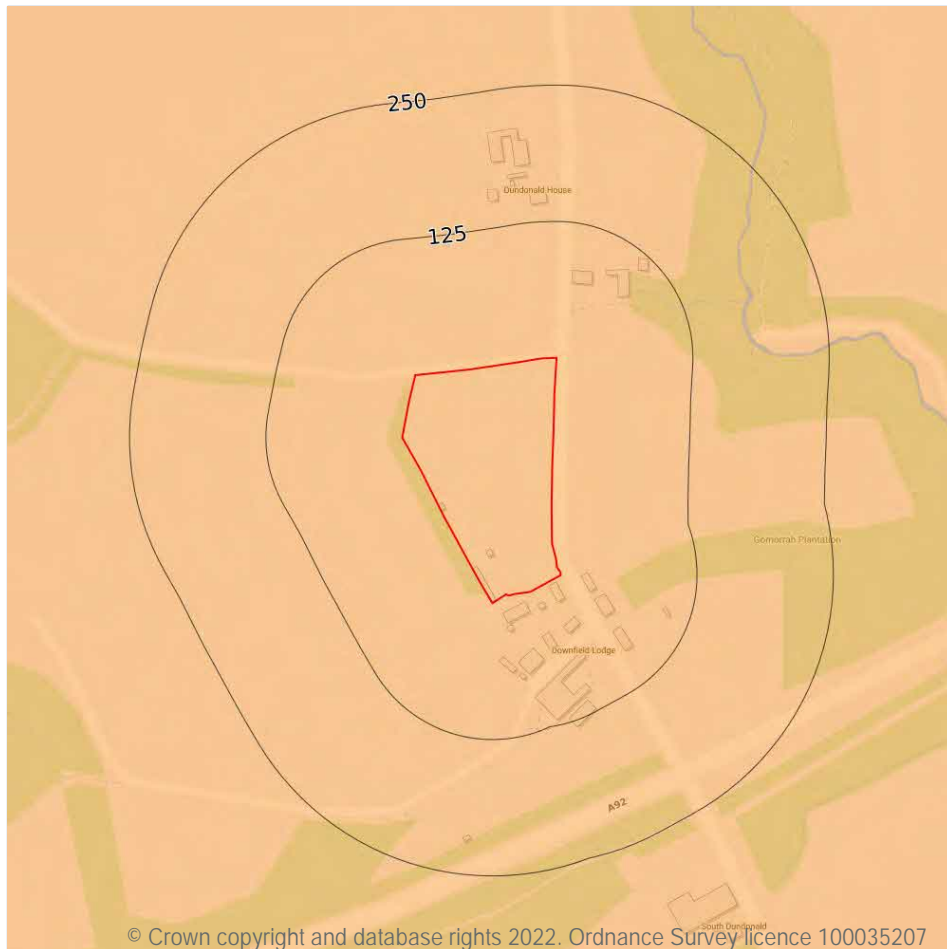 250
Dundonald House
125
Gomorrah Plantation
Downfield Lodge
A92
South Dundonald
© Crown copyright and database rights 2022. Ordnance Survey licence 100035207